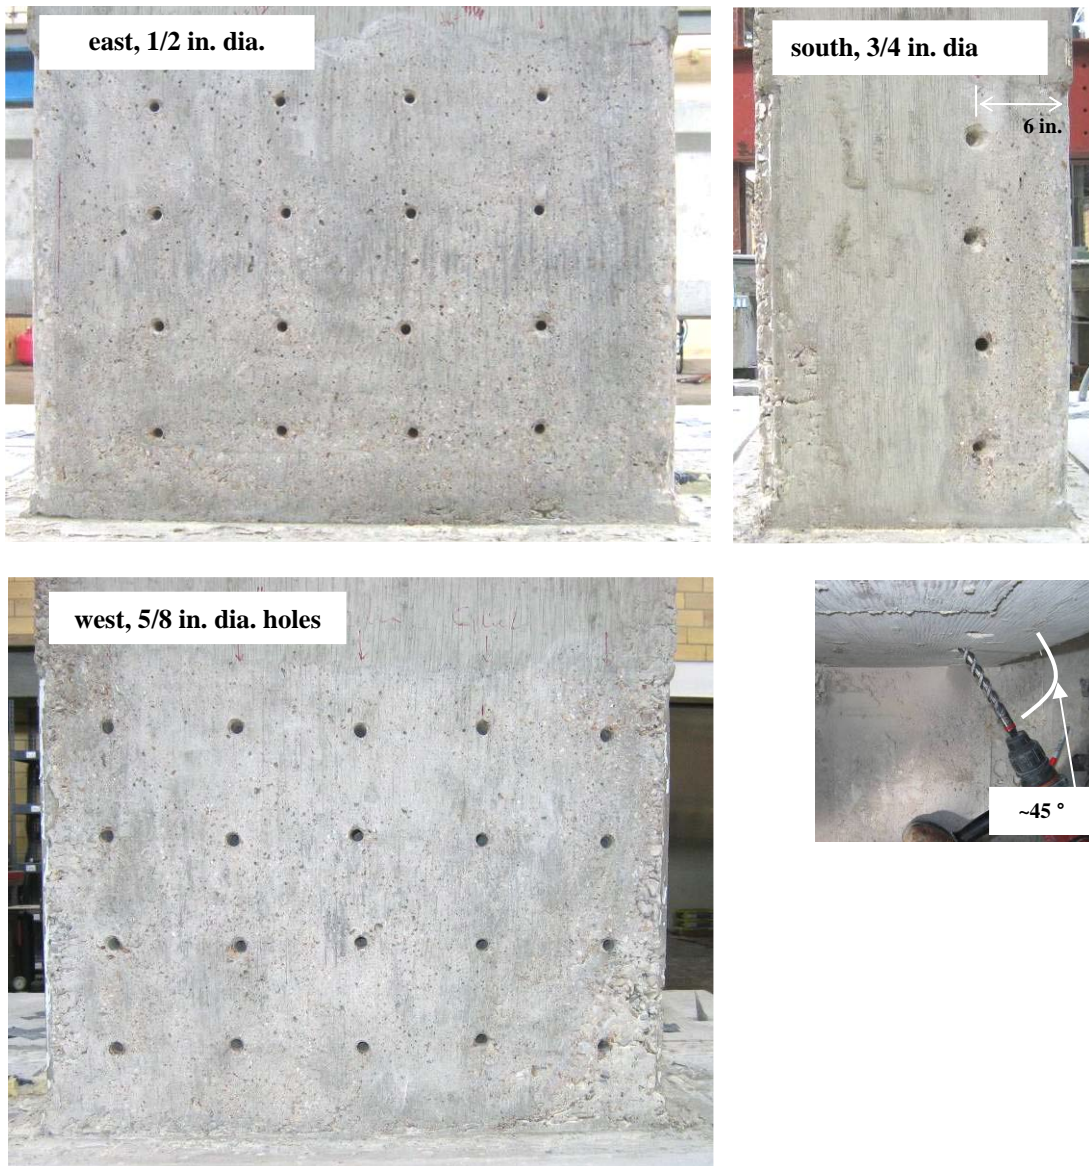 east, 1/2 in. dia.
south, 3/4 in. dia
6 in.
west, 5/8 in. dia. holes
~45 °